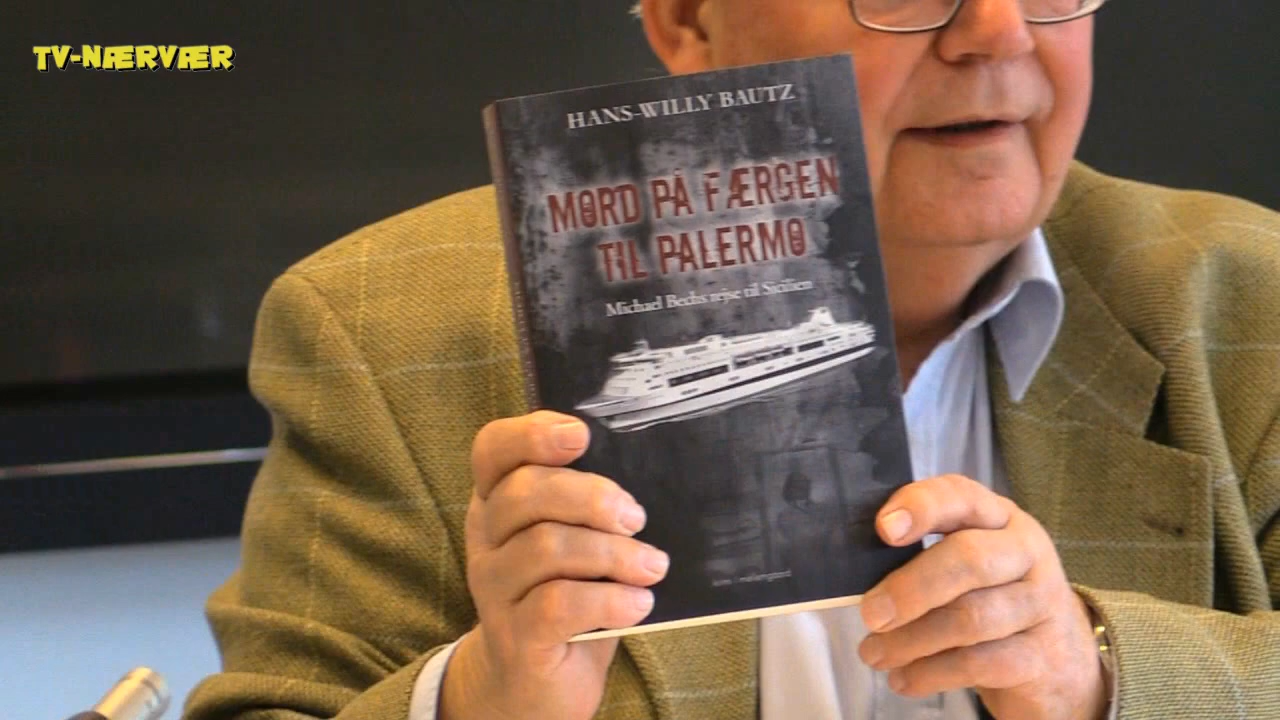 TV-NÆRVÆR
HANS-WILLY BAUTZ
MORD PÅ FÆRGEN
TIL PALERMO
Michael Bechs rejse til Sicilien